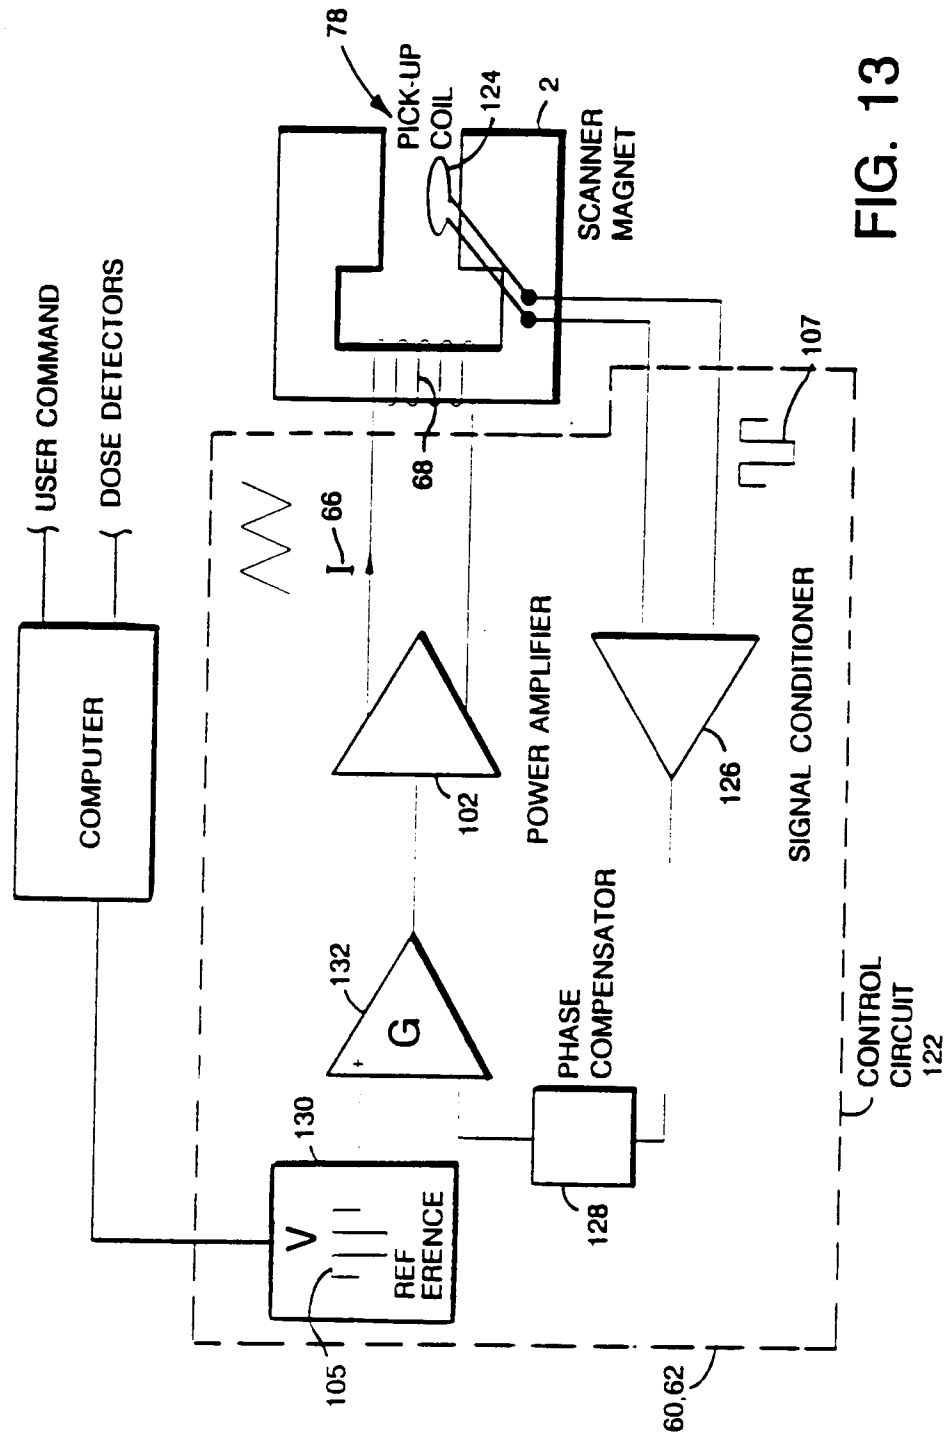 USER COMMAND
DOSE DETECTORS
COMPUTER
78
PICK-UP
COIL
124
2
SCANNER
MAGNET
68
I
66
107
POWER AMPLIFIER
102
SIGNAL CONDITIONER
126
132
G
+
PHASE
COMPENSATOR
128
130
V
REF
ERENCE
105
CONTROL
CIRCUIT
122
60,62
FIG. 13